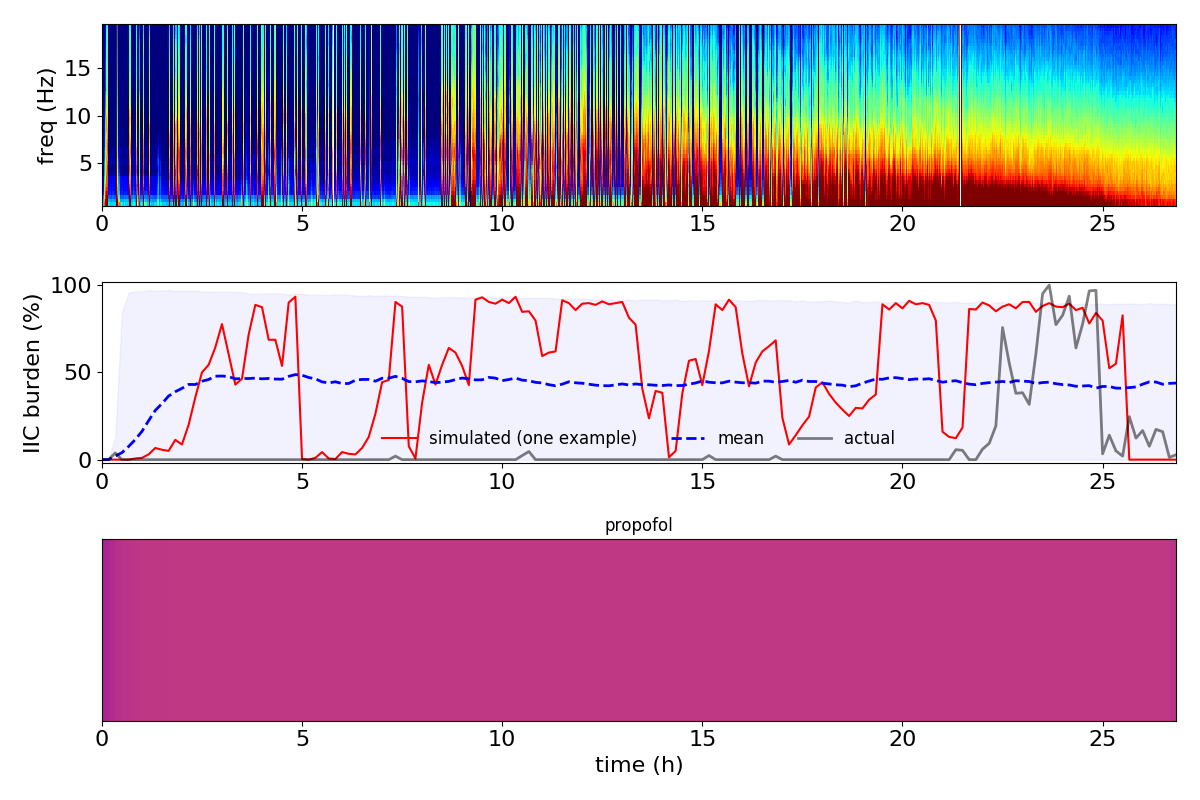 freq (Hz)
15
10
5
0 5 10 15 20 25
IIC burden (%)
100
50
0
simulated (one example) mean actual
0 5 10 15 20 25
propofol
0 5 10 15 20 25
time (h)